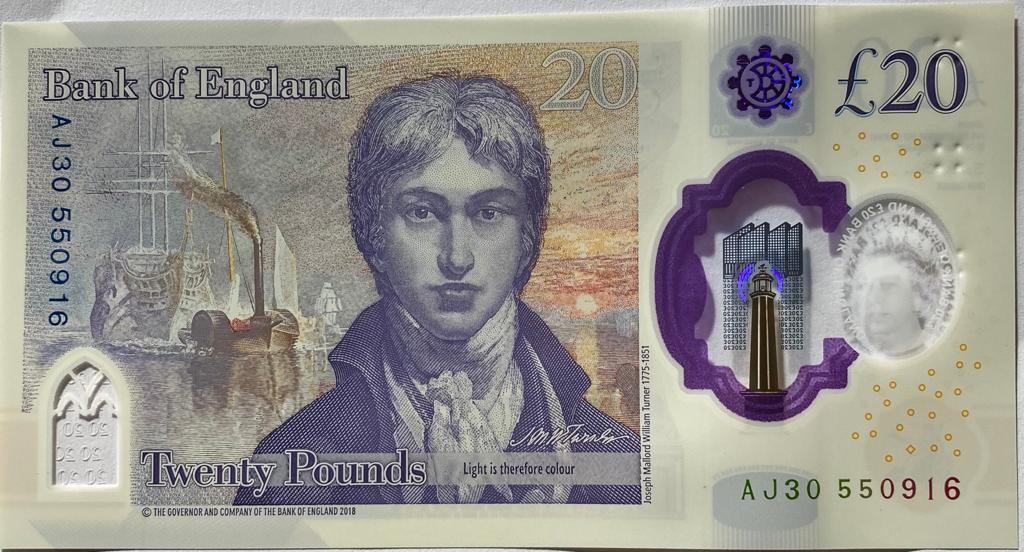 Bank of England
20
£20
AJ30 550916
Twenty Pounds
Light is therefore colour
Joseph Mallord William Turner 1775-1851
AJ30 550916
© THE GOVERNOR AND COMPANY OF THE BANK OF ENGLAND 2018